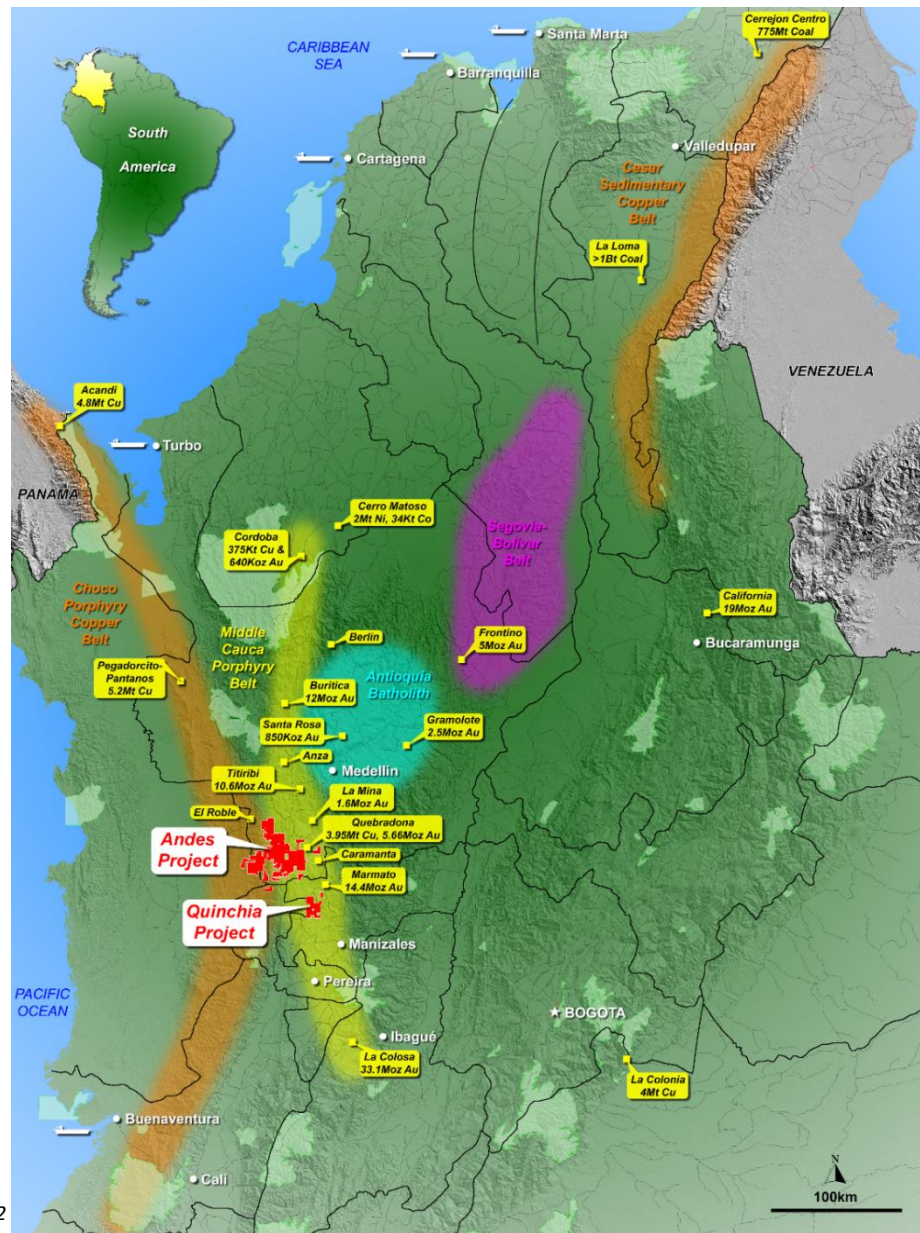 CARIBBEAN
SEA
Santa Marta
Cerrejon Centro
775Mt Coal
Barranquilla
South
America
Cartagena
Valledupar
Cesar
Sedimentary
Copper
Belt
La Loma
>1Bt Coal
VENEZUELA
Acandi
4.8Mt Cu
Turbo
PANAMA
Cerro Matoso
2Mt Ni, 34Kt Co
Cordoba
375Kt Cu &
640Koz Au
Segovia-
Bolivar
Belt
Choco
Porphyry
Copper
Belt
Middle
Cauca
Porphyry
Belt
California
19Moz Au
Bucaramunga
Berlin
Frontino
5Moz Au
Pegadorcito-
Pantanos
5.2Mt Cu
Antioquia
Batholith
Buritica
12Moz Au
Santa Rosa
850Koz Au
Gramolote
2.5Moz Au
Anza
Medellin
Titiribi
10.6Moz Au
La Mina
1.6Moz Au
El Roble
Quebradona
3.95Mt Cu, 5.66Moz Au
Andes
Project
Caramanta
Marmato
14.4Moz Au
Quinchia
Project
Manizales
Pereira
PACIFIC
OCEAN
BOGOTA
Ibagué
La Colosa
33.1Moz Au
La Colonia
4Mt Cu
Buenaventura
Cali
N
100km
2